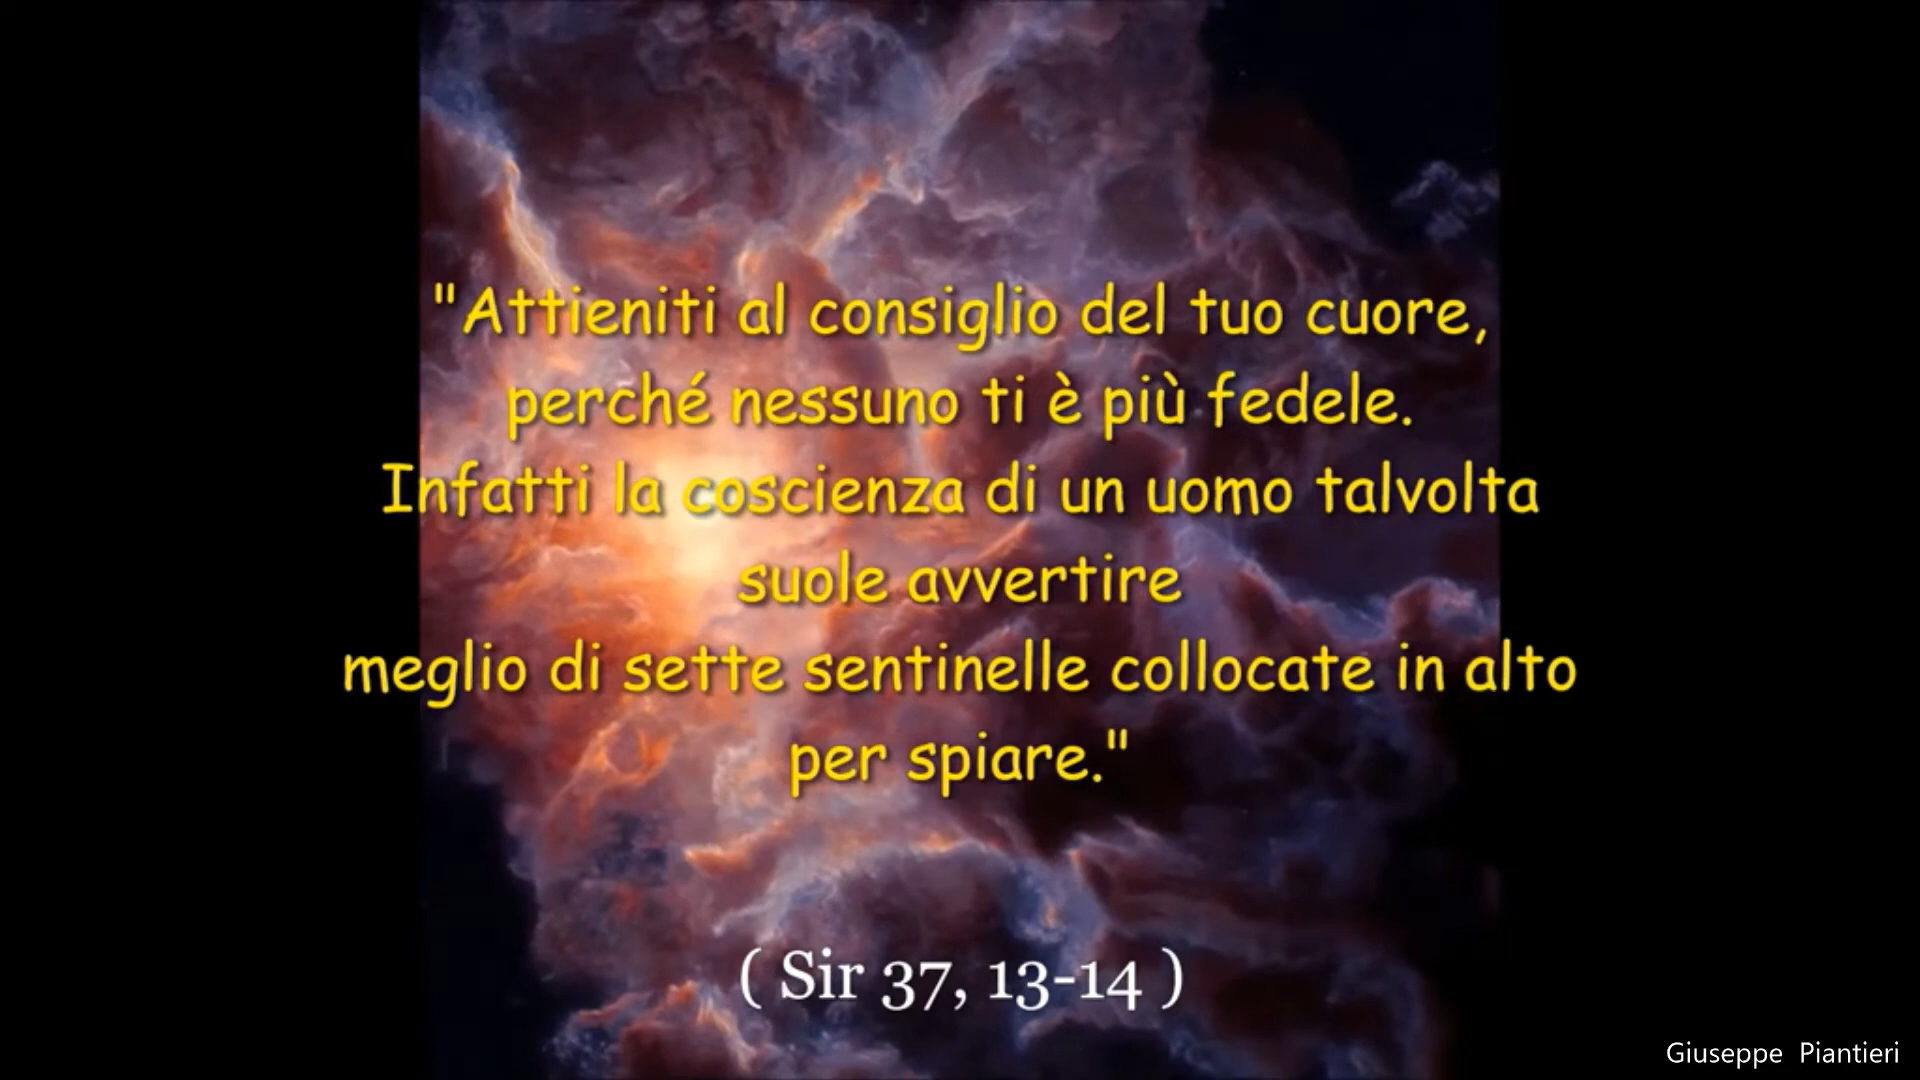 "Attieniti al consiglio del tuo cuore,
perché nessuno ti è più fedele.
Infatti la coscienza di un uomo talvolta
suole avvertire
meglio di sette sentinelle collocate in alto
per spiare."
( Sir 37, 13-14 )
Giuseppe Piantieri